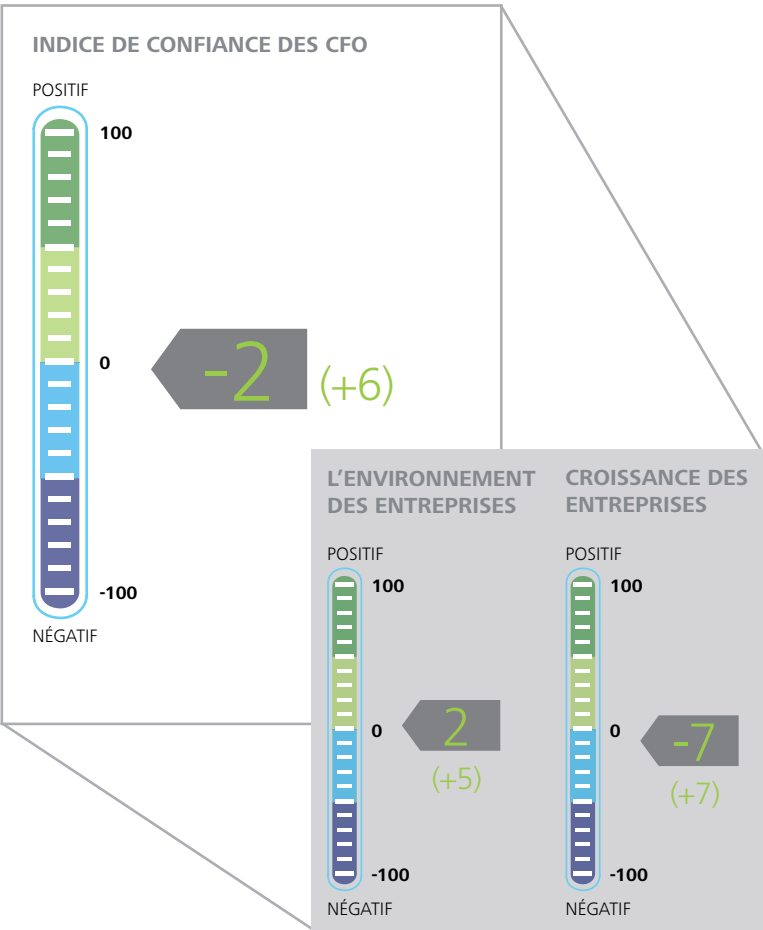 INDICE DE CONFIANCE DES CFO
POSITIF
100
0
-2 (+6)
-100
NÉGATIF
L’ENVIRONNEMENT
DES ENTREPRISES
POSITIF
100
0
2
(+5)
-100
NÉGATIF
CROISSANCE DES
ENTREPRISES
POSITIF
100
0
-7
(+7)
-100
NÉGATIF